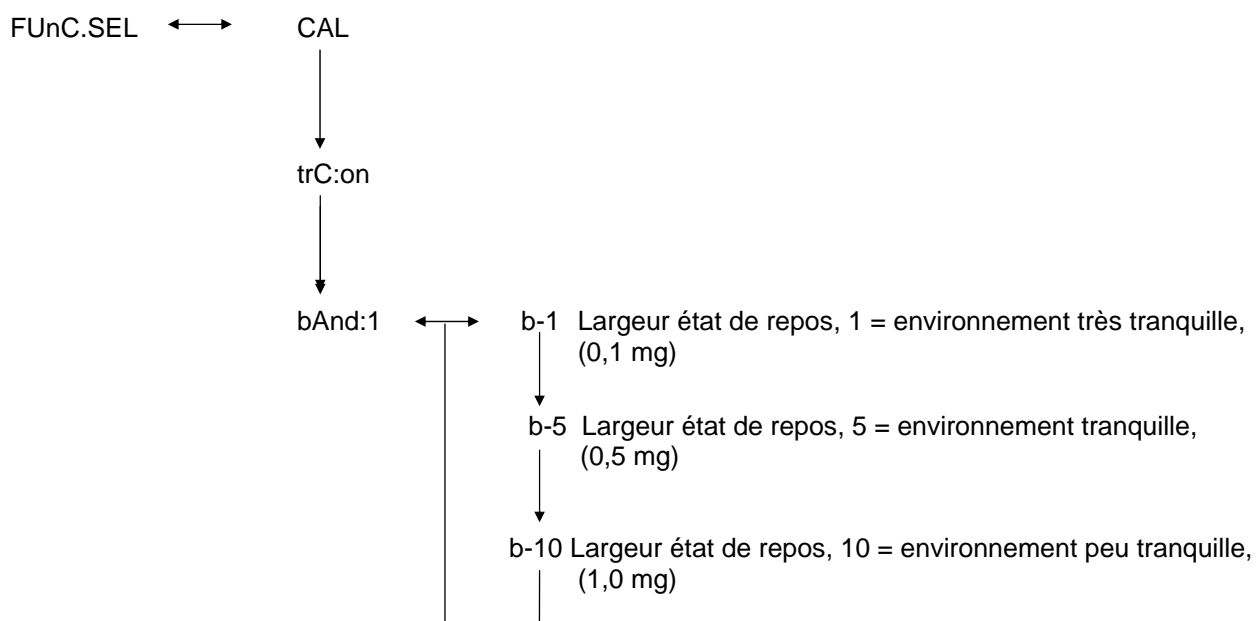 FUnC.SEL CAL
trC:on
bAnd:1 b-1 Largeur état de repos, 1 = environnement très tranquille,
(0,1 mg)
b-5 Largeur état de repos, 5 = environnement tranquille,
(0,5 mg)
b-10 Largeur état de repos, 10 = environnement peu tranquille,
(1,0 mg)